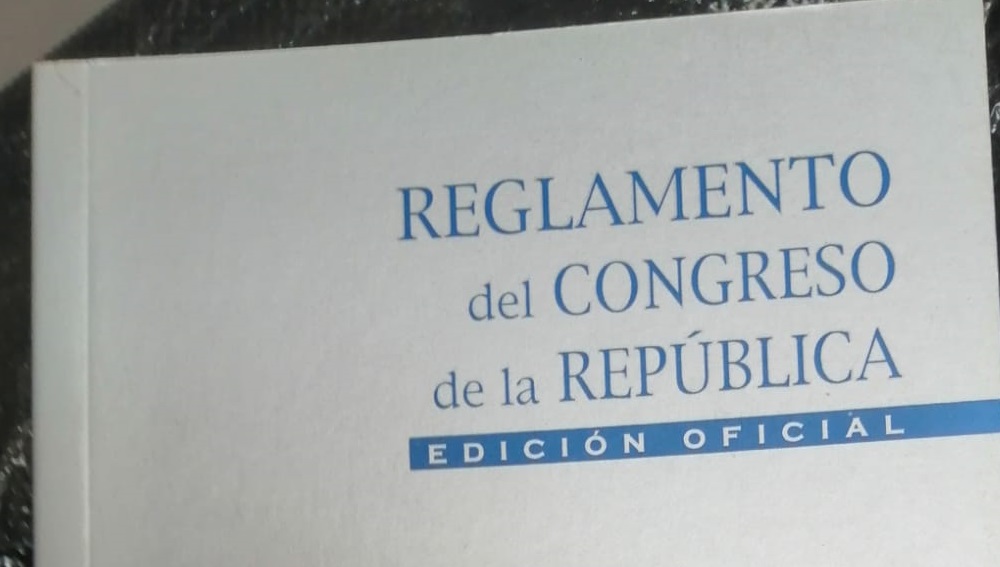 REGLAMENTO
del CONGRESO
de la REPÚBLICA
EDICIÓN OFICIAL